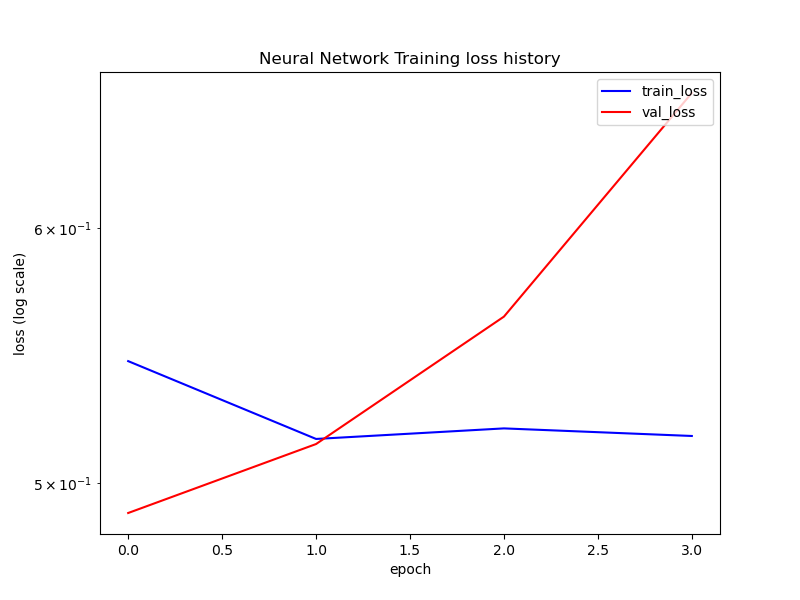 Neural Network Training loss history
train_loss
val_loss
6 × 10⁻¹
5 × 10⁻¹
loss (log scale)
0.0 0.5 1.0 1.5 2.0 2.5 3.0
epoch